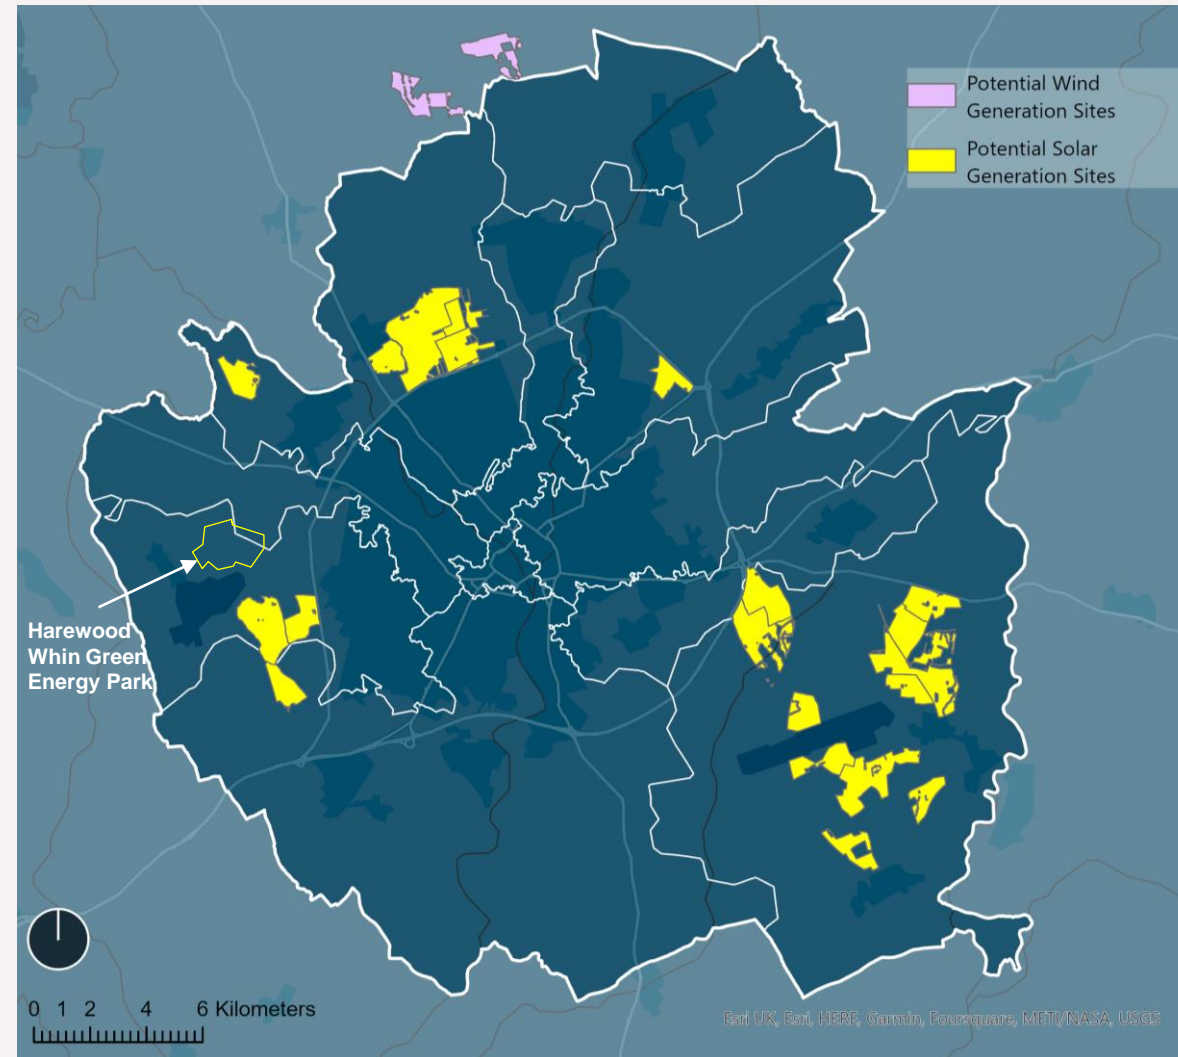 Potential Wind
Generation Sites
Potential Solar
Generation Sites
Harewood
Whin Green
Energy Park
0 1 2 4 6 Kilometers
Esri UK, Esri, HERE, Garmin, Foursquare, METI/NASA, USGS